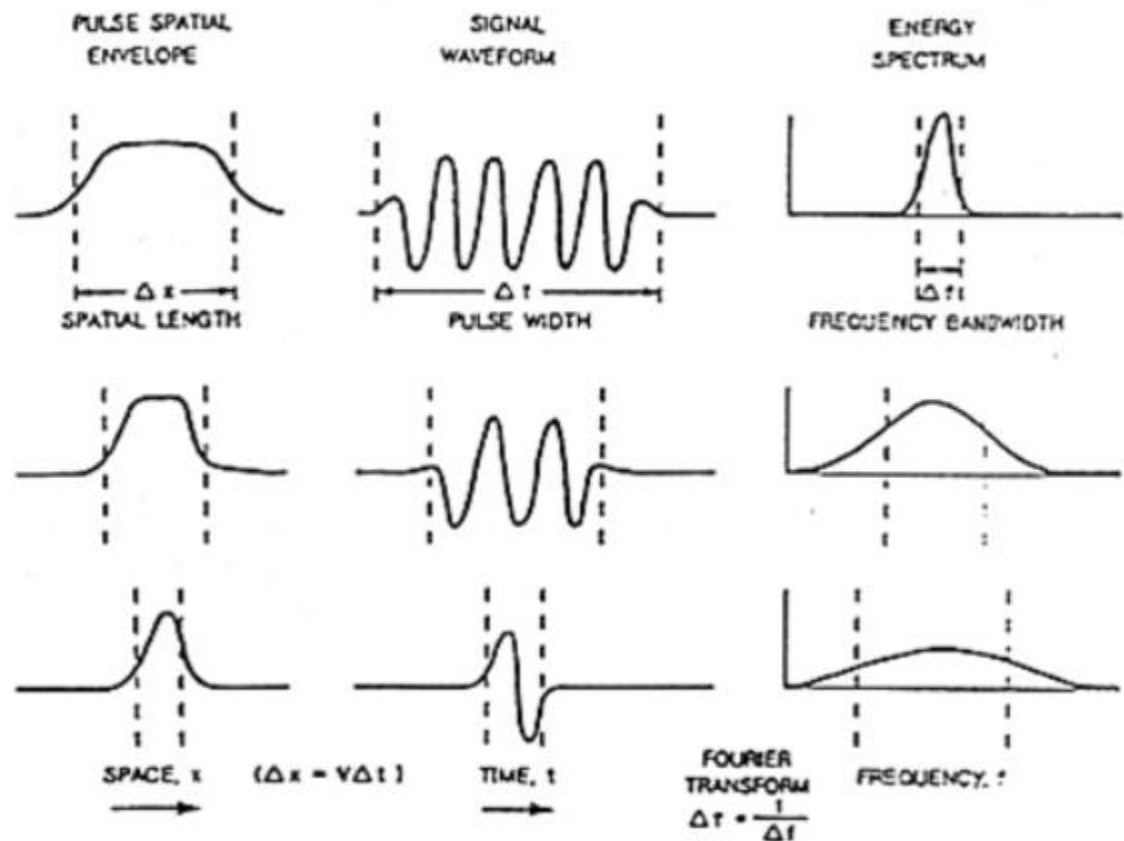 PULSE SPATIAL
ENVELOPE
SIGNAL
WAVEFORM
ENERGY
SPECTRUM
Δx
SPATIAL LENGTH
Δt
PULSE WIDTH
Δf
FREQUENCY BANDWIDTH
SPACE, x
(Δx = VΔt)
TIME, t
FOURIER
TRANSFORM
Δτ = 1/Δf
FREQUENCY, f